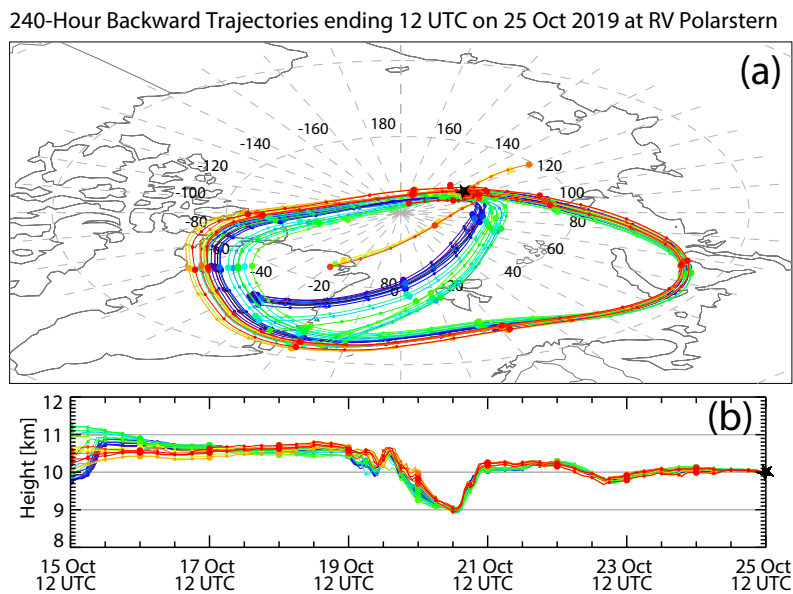 240-Hour Backward Trajectories ending 12 UTC on 25 Oct 2019 at RV Polarstern
(a)
180
-160 160
-140 140
-120 120
-100 100
-80 80
-60 60
-40 40
-20 20
80
0
(b)
Height [km]
12
11
10
9
8
15 Oct 17 Oct 19 Oct 21 Oct 23 Oct 25 Oct
12 UTC 12 UTC 12 UTC 12 UTC 12 UTC 12 UTC